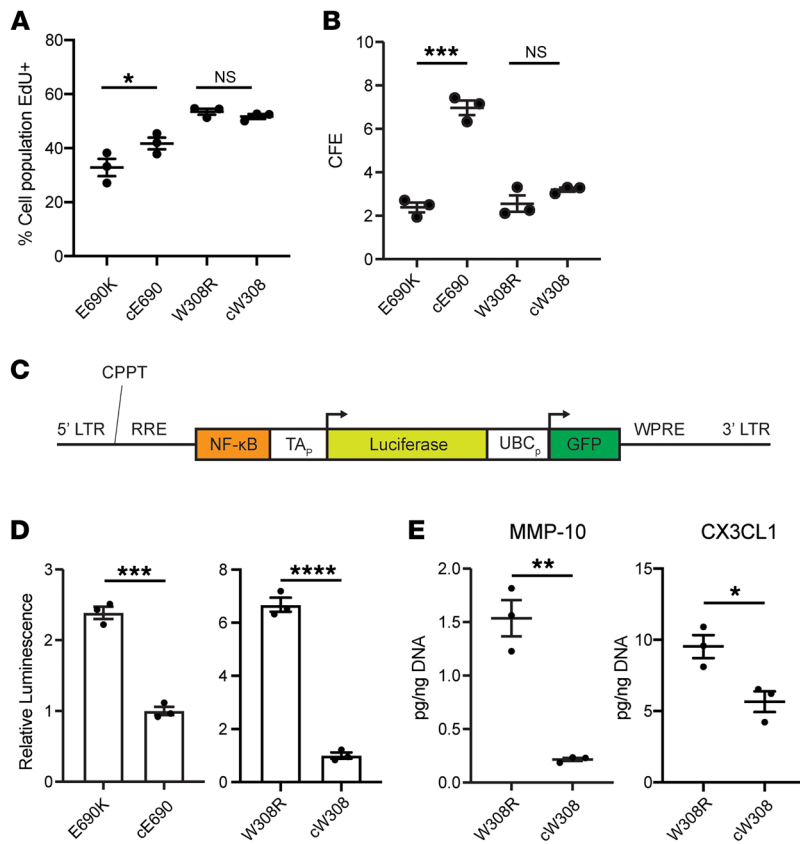 A
% Cell population EdU+
80
60
40
20
0
*
NS
E690K
cE690
W308R
cW308
B
CFE
10
8
6
4
2
0
***
NS
E690K
cE690
W308R
cW308
C
CPPT
5' LTR
RRE
NF-κB
TAP
Luciferase
UBCp
GFP
WPRE
3' LTR
D
Relative Luminescence
3
2
1
0
***
E690K
cE690
8
6
4
2
0
****
W308R
cW308
E
MMP-10
pg/ng DNA
2.0
1.5
1.0
0.5
0.0
**
W308R
cW308
CX3CL1
pg/ng DNA
15
10
5
0
*
W308R
cW308